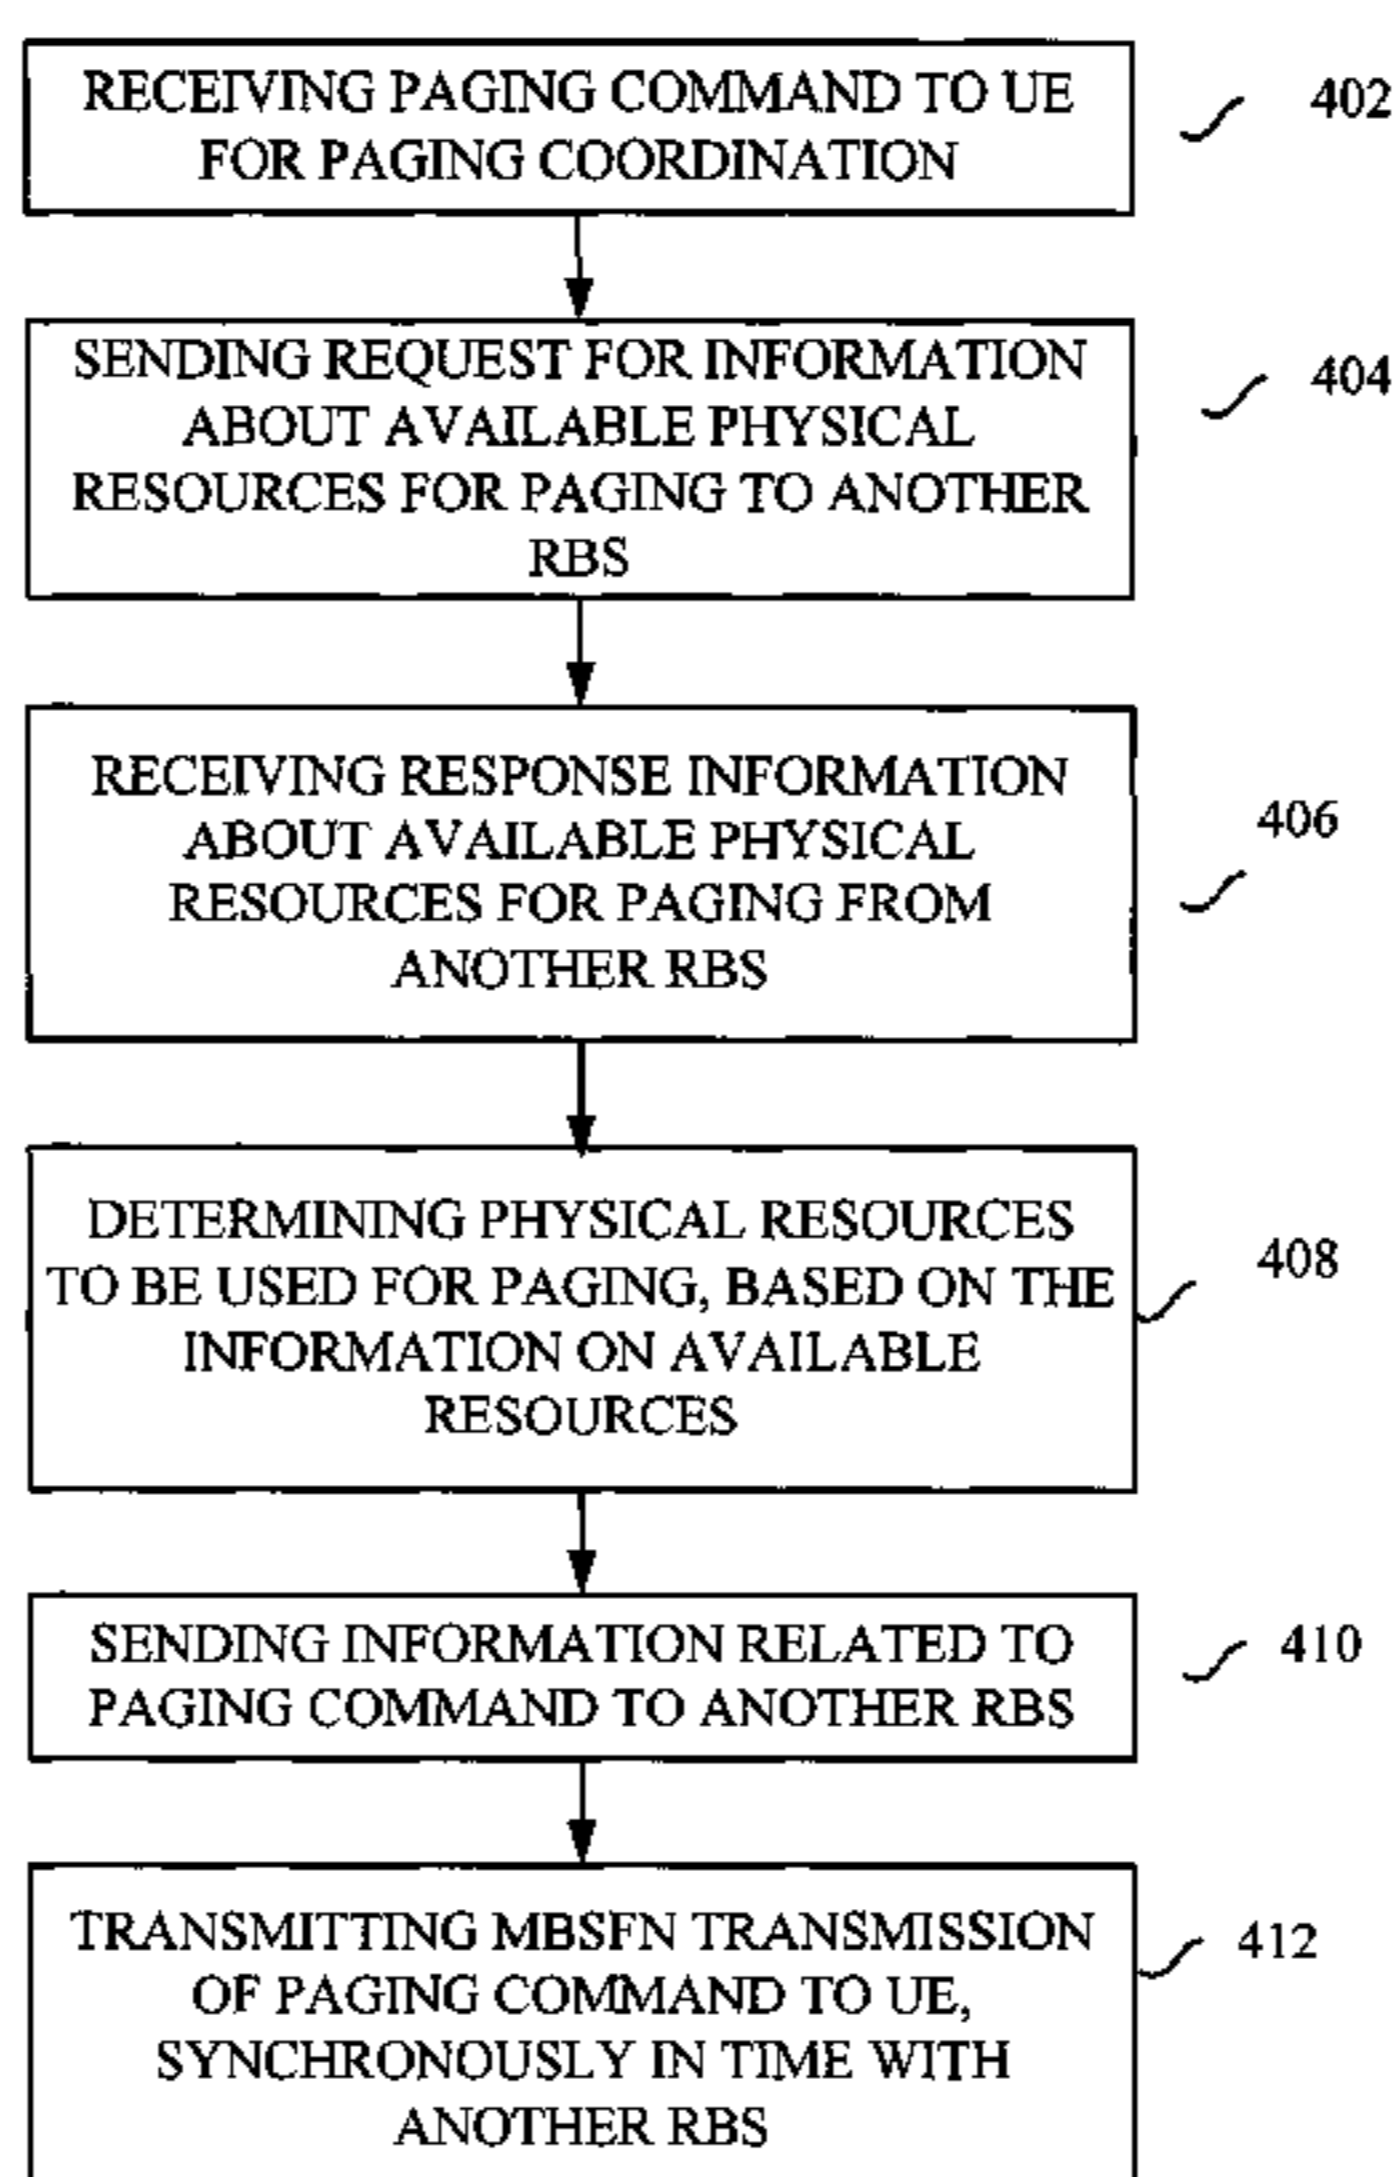 RECEIVING PAGING COMMAND TO UE
FOR PAGING COORDINATION
402
SENDING REQUEST FOR INFORMATION
ABOUT AVAILABLE PHYSICAL
RESOURCES FOR PAGING TO ANOTHER
RBS
404
RECEIVING RESPONSE INFORMATION
ABOUT AVAILABLE PHYSICAL
RESOURCES FOR PAGING FROM
ANOTHER RBS
406
DETERMINING PHYSICAL RESOURCES
TO BE USED FOR PAGING, BASED ON THE
INFORMATION ON AVAILABLE
RESOURCES
408
SENDING INFORMATION RELATED TO
PAGING COMMAND TO ANOTHER RBS
410
TRANSMITTING MBSFN TRANSMISSION
OF PAGING COMMAND TO UE,
SYNCHRONOUSLY IN TIME WITH
ANOTHER RBS
412